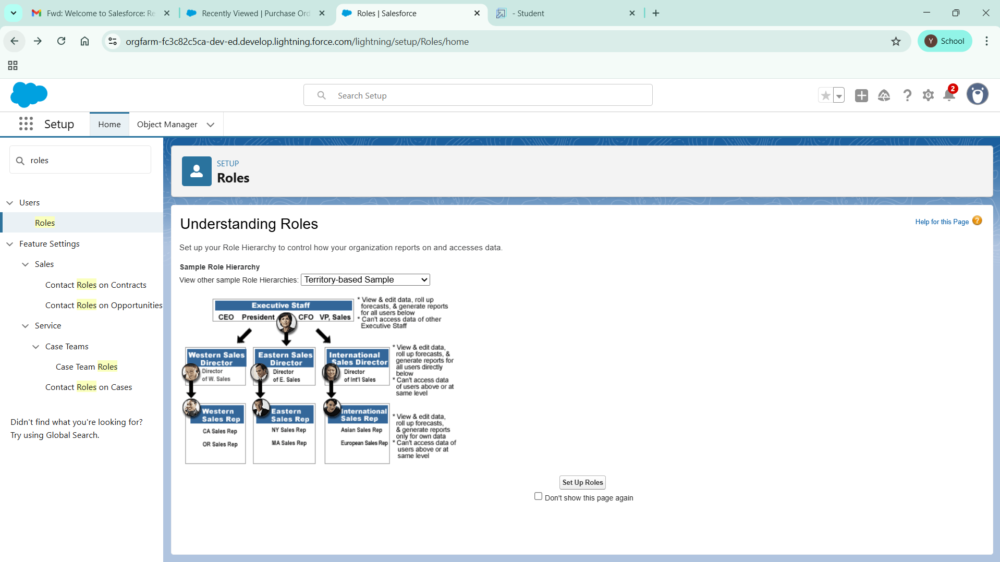 Fwd: Welcome to Salesforce: Re
Recently Viewed | Purchase Ord
Roles | Salesforce
- Student
orgfarm-fc3c82c5ca-dev-ed.develop.lightning.force.com/lightning/setup/Roles/home
Y School
Search Setup
2
Setup
Home
Object Manager
roles
Users
Roles
Feature Settings
Sales
Contact Roles on Contracts
Contact Roles on Opportunities
Service
Case Teams
Case Team Roles
Contact Roles on Cases
Didn't find what you're looking for?
Try using Global Search.
SETUP
Roles
Understanding Roles
Help for this Page ?
Set up your Role Hierarchy to control how your organization reports on and accesses data.
Sample Role Hierarchy
View other sample Role Hierarchies: Territory-based Sample
Executive Staff
CEO President CFO VP, Sales
* View & edit data, roll up
forecasts, & generate reports
for all users below
* Can't access data of other
Executive Staff
Western Sales
Director
Director
of W. Sales
Eastern Sales
Director
Director
of E. Sales
International
Sales Director
Director
of Int'l Sales
* View & edit data,
roll up forecasts, &
generate reports for
all users directly
below
* Can't access data
of users above or at
same level
Western
Sales Rep
CA Sales Rep
OR Sales Rep
Eastern
Sales Rep
NY Sales Rep
MA Sales Rep
International
Sales Rep
Asian Sales Rep
European Sales Rep
* View & edit data,
roll up forecasts,
& generate reports
only for own data
* Can't access data of
users above or at
same level
Set Up Roles
Don't show this page again